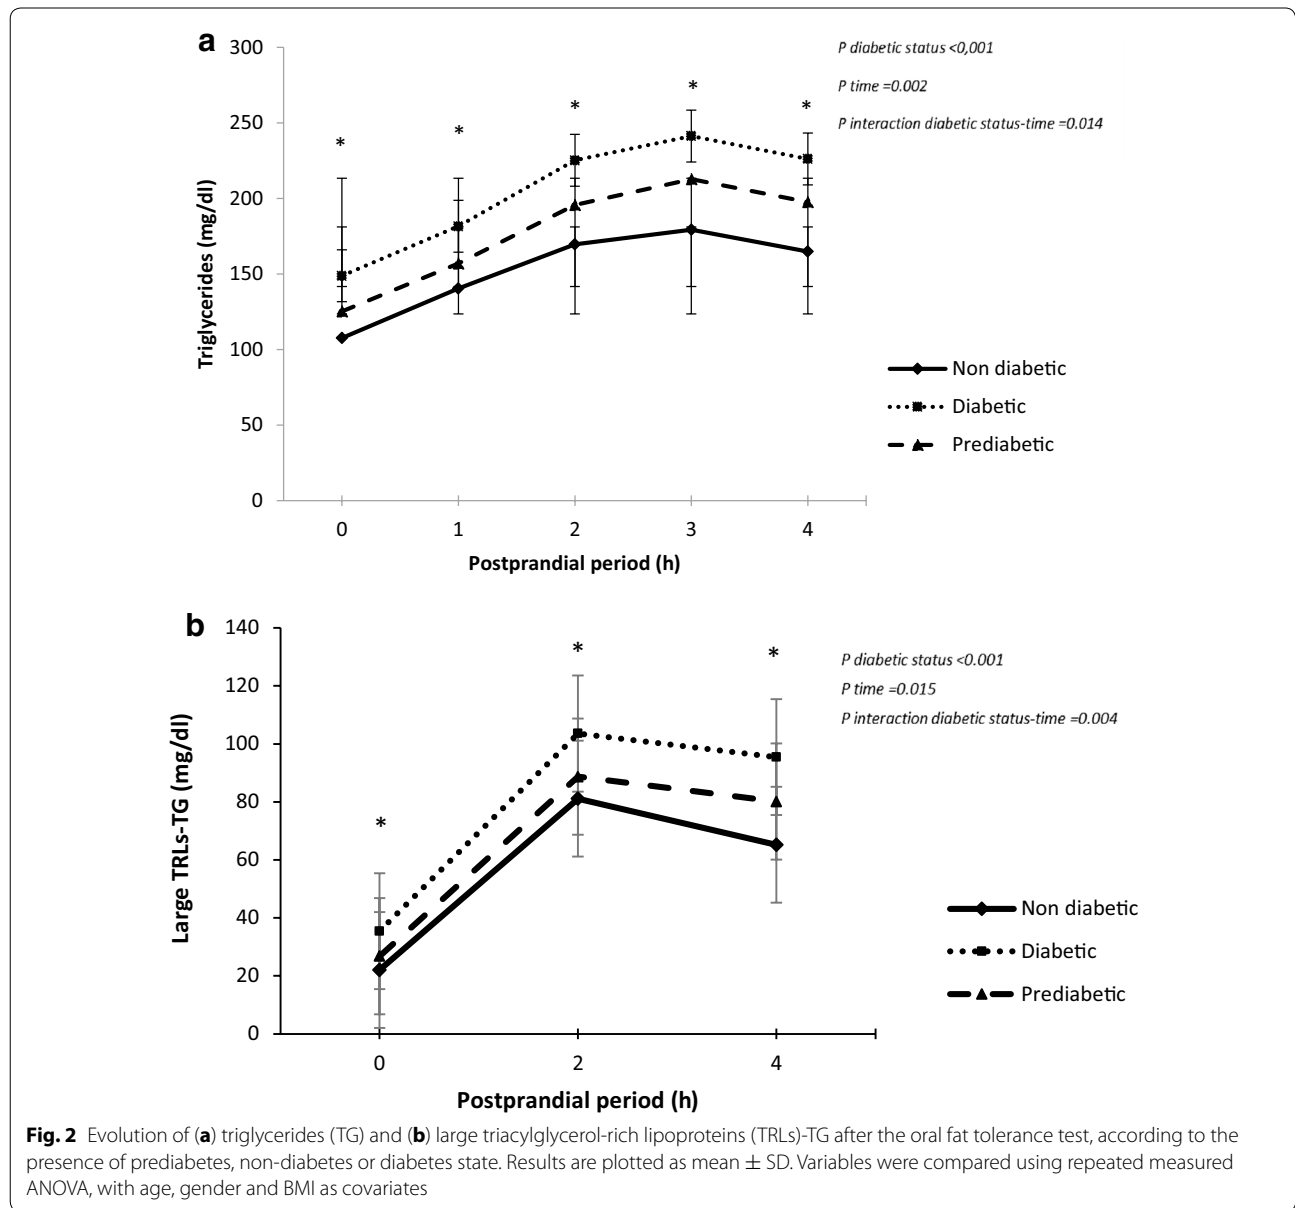 a
300
250
200
150
100
50
0
Triglycerides (mg/dl)
* * * * *
P diabetic status <0,001
P time =0.002
P interaction diabetic status-time =0.014
Non diabetic
Diabetic
Prediabetic
0 1 2 3 4
Postprandial period (h)
b
140
120
100
80
60
40
20
0
Large TRLs-TG (mg/dl)
* * *
P diabetic status <0.001
P time =0.015
P interaction diabetic status-time =0.004
Non diabetic
Diabetic
Prediabetic
0 2 4
Postprandial period (h)
Fig. 2 Evolution of (a) triglycerides (TG) and (b) large triacylglycerol-rich lipoproteins (TRLs)-TG after the oral fat tolerance test, according to the
presence of prediabetes, non-diabetes or diabetes state. Results are plotted as mean ± SD. Variables were compared using repeated measured
ANOVA, with age, gender and BMI as covariates